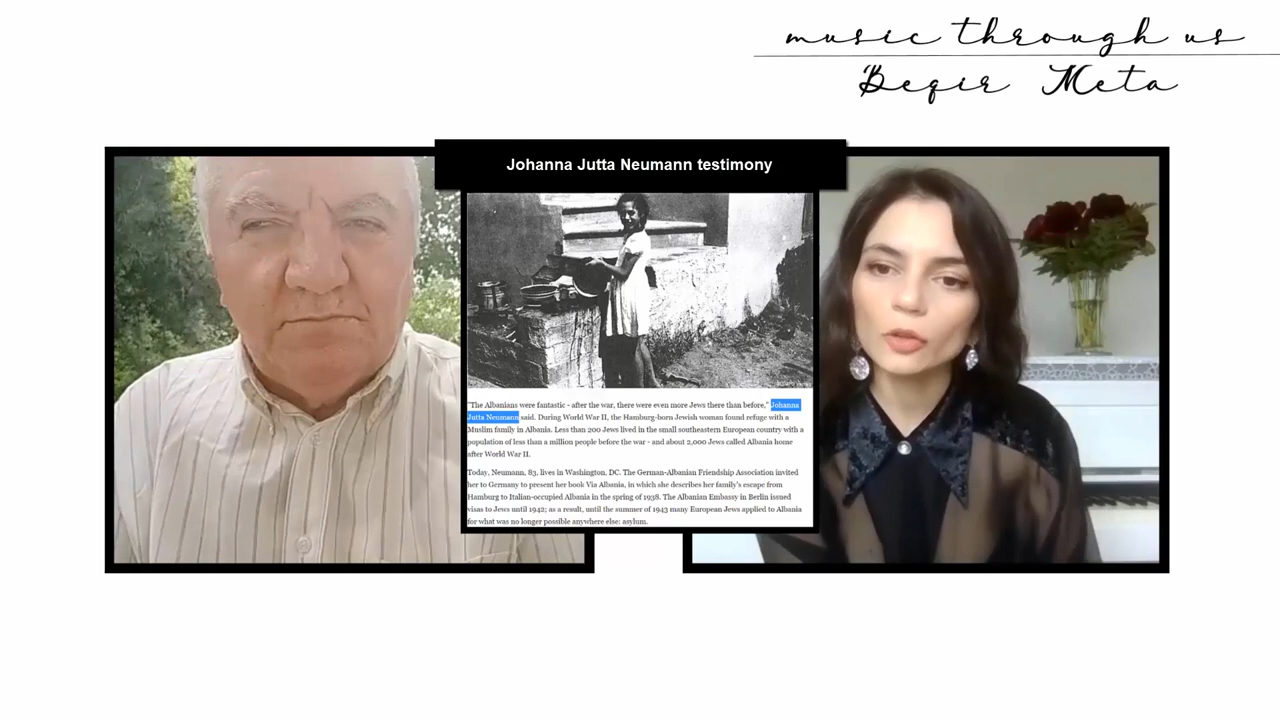 music through us
Beqir Meta
Johanna Jutta Neumann testimony
"The Albanians were fantastic - after the war, there were even more Jews there than before," Johanna
Jutta Neumann said. During World War II, the Hamburg-born Jewish woman found refuge with a
Muslim family in Albania. Less than 200 Jews lived in the small southeastern European country with a
population of less than a million people before the war - and about 2,000 Jews called Albania home
after World War II.
Today, Neumann, 83, lives in Washington, DC. The German-Albanian Friendship Association invited
her to Germany to present her book Via Albania, in which she describes her family's escape from
Hamburg to Italian-occupied Albania in the spring of 1938. The Albanian Embassy in Berlin issued
visas to Jews until 1942; as a result, until the summer of 1943 many European Jews applied to Albania
for what was no longer possible anywhere else: asylum.